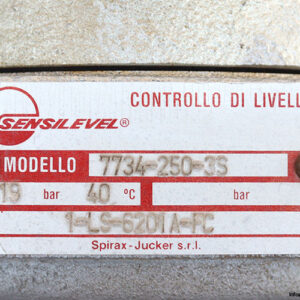 CONTROLLO DI LIVELL
SENSILEVEL®
MODELLO 7734-250-3S
19 bar 40 °C bar
1-LS-6201A-FC
Spirax-Jucker s.r.l.